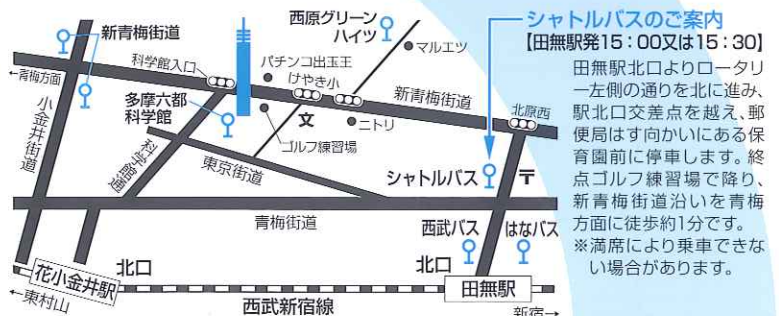 新青梅街道
西原グリーン
ハイツ
マルエツ
科学館入口
パチンコ出玉王
けやき小
←青梅方面
新青梅街道
北原西
小金井街道
多摩六都
科学館
文
ニトリ
ゴルフ練習場
科学館通
東京街道
シャトルバス
〒
青梅街道
西武バス
はなバス
北口
北口
花小金井駅
田無駅
←東村山
西武新宿線
新宿→
シャトルバスのご案内
【田無駅発15：00又は15：30】
田無駅北口よりロータリ
ー左側の通りを北に進み、
駅北口交差点を越え、郵
便局はす向かいにある保
育園前に停車します。終
点ゴルフ練習場で降り、
新青梅街道沿いを青梅
方面に徒歩約1分です。
※満席により乗車できな
い場合があります。